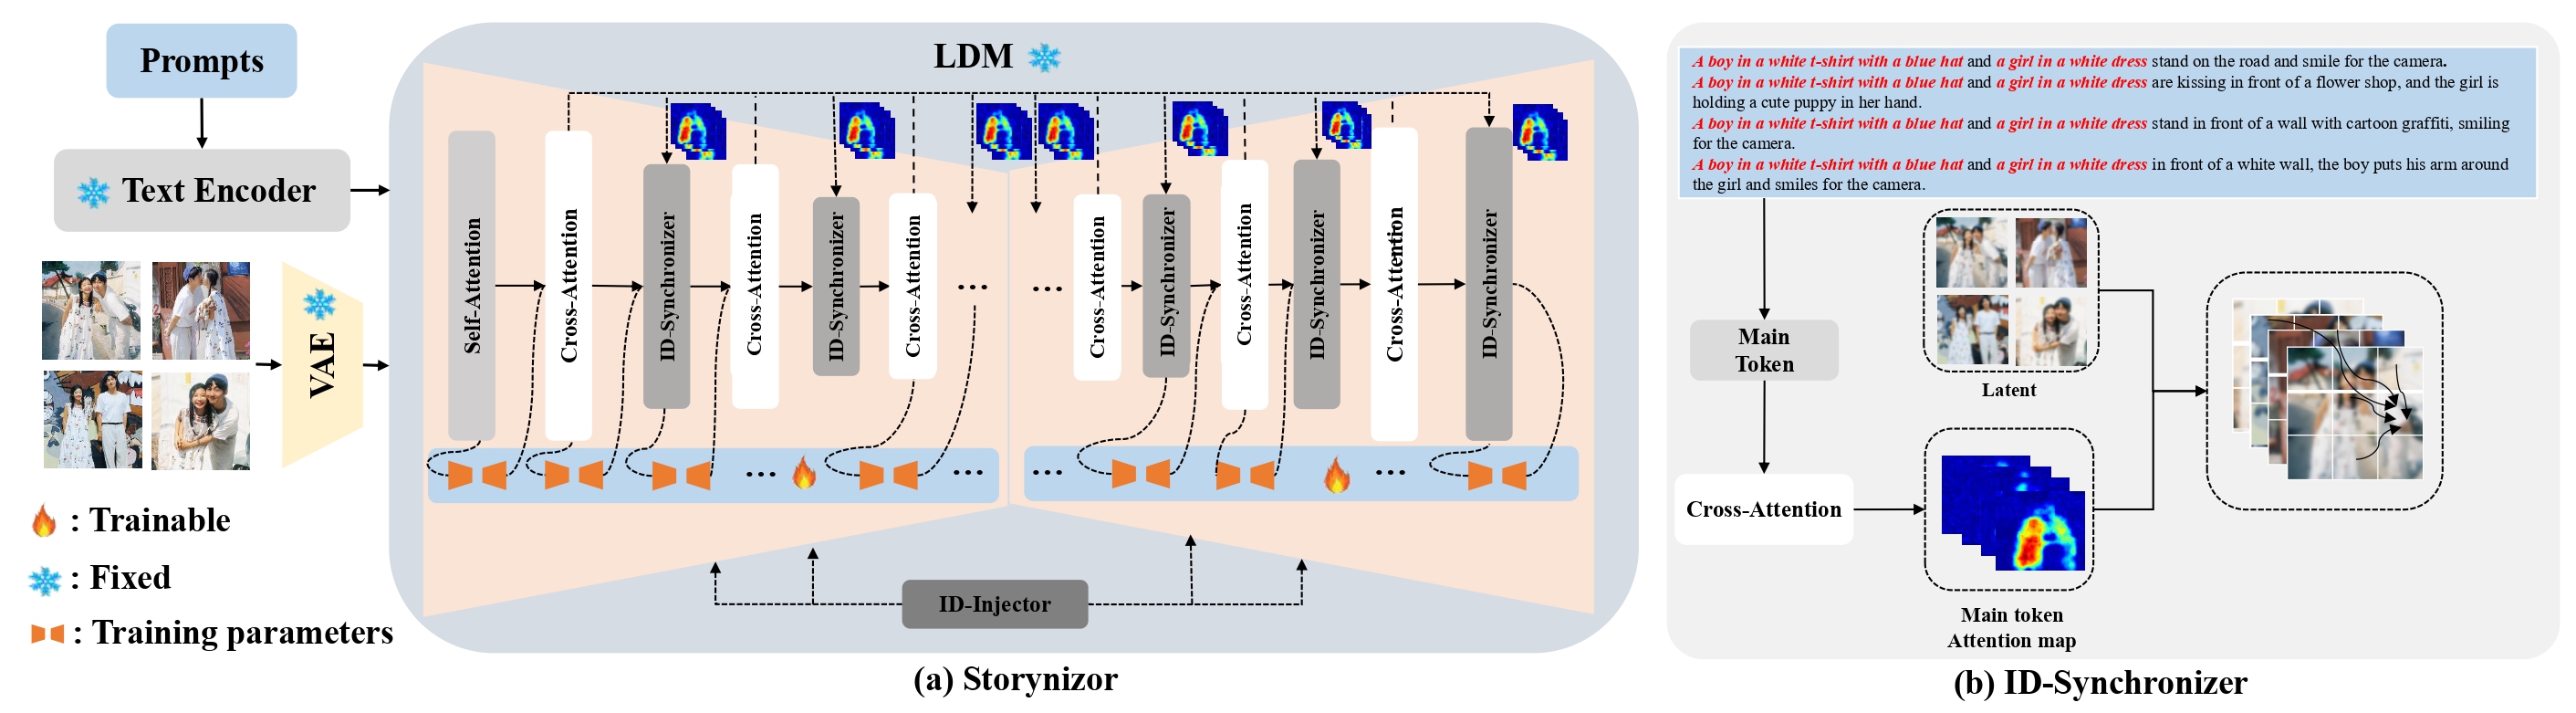 Prompts
Text Encoder
VAE
: Trainable
: Fixed
: Training parameters
LDM
Self-Attention
Cross-Attention
ID-Synchronizer
Cross-Attention
ID-Synchronizer
Cross-Attention
...
...
Cross-Attention
ID-Synchronizer
Cross-Attention
ID-Synchronizer
Cross-Attention
ID-Synchronizer
...
...
...
...
ID-Injector
(a) Storynizor
A boy in a white t-shirt with a blue hat and a girl in a white dress stand on the road and smile for the camera.
A boy in a white t-shirt with a blue hat and a girl in a white dress are kissing in front of a flower shop, and the girl is
holding a cute puppy in her hand.
A boy in a white t-shirt with a blue hat and a girl in a white dress stand in front of a wall with cartoon graffiti, smiling
for the camera.
A boy in a white t-shirt with a blue hat and a girl in a white dress in front of a white wall, the boy puts his arm around
the girl and smiles for the camera.
Main
Token
Latent
Cross-Attention
Main token
Attention map
(b) ID-Synchronizer